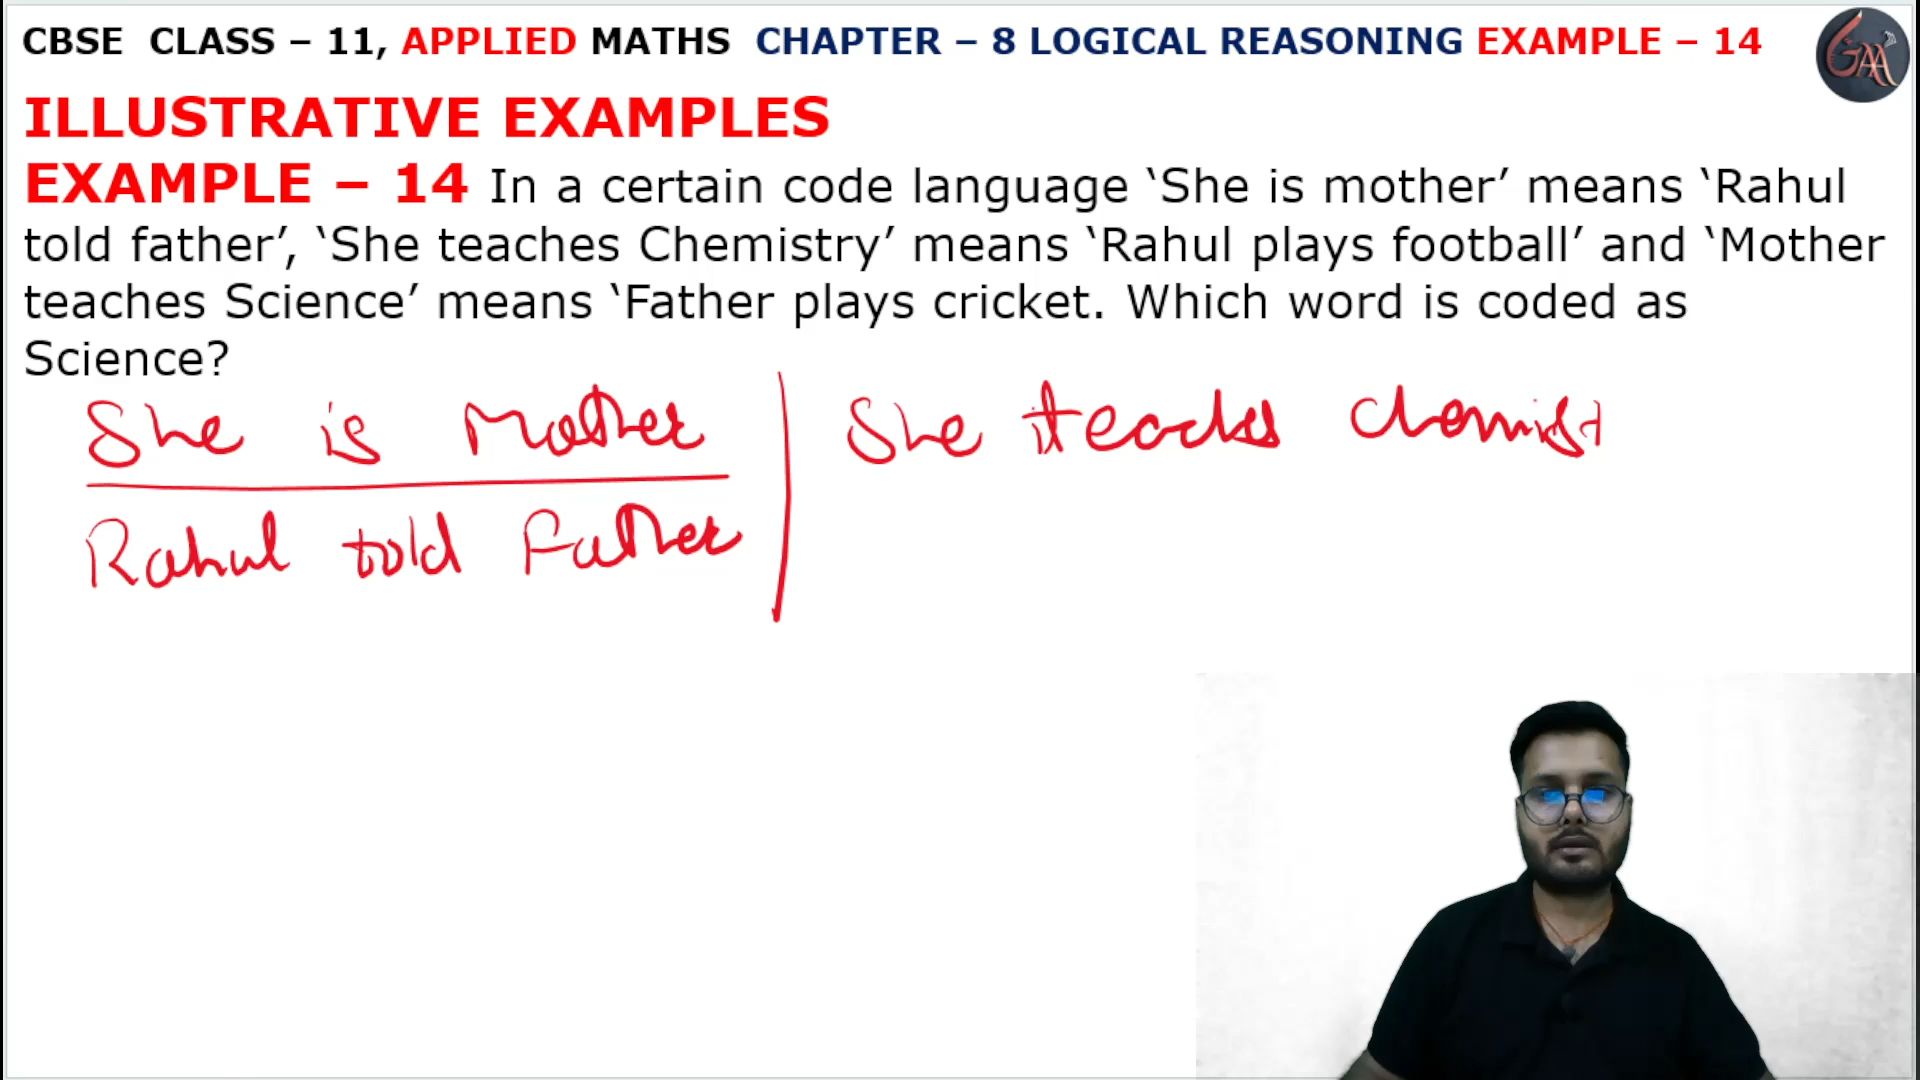 CBSE CLASS – 11, APPLIED MATHS CHAPTER – 8 LOGICAL REASONING EXAMPLE – 14
ILLUSTRATIVE EXAMPLES
EXAMPLE – 14 In a certain code language ‘She is mother’ means ‘Rahul
told father’, ‘She teaches Chemistry’ means ‘Rahul plays football’ and ‘Mother
teaches Science’ means ‘Father plays cricket. Which word is coded as
Science?
She is Mother
Rahul told Father
She teaches chemist